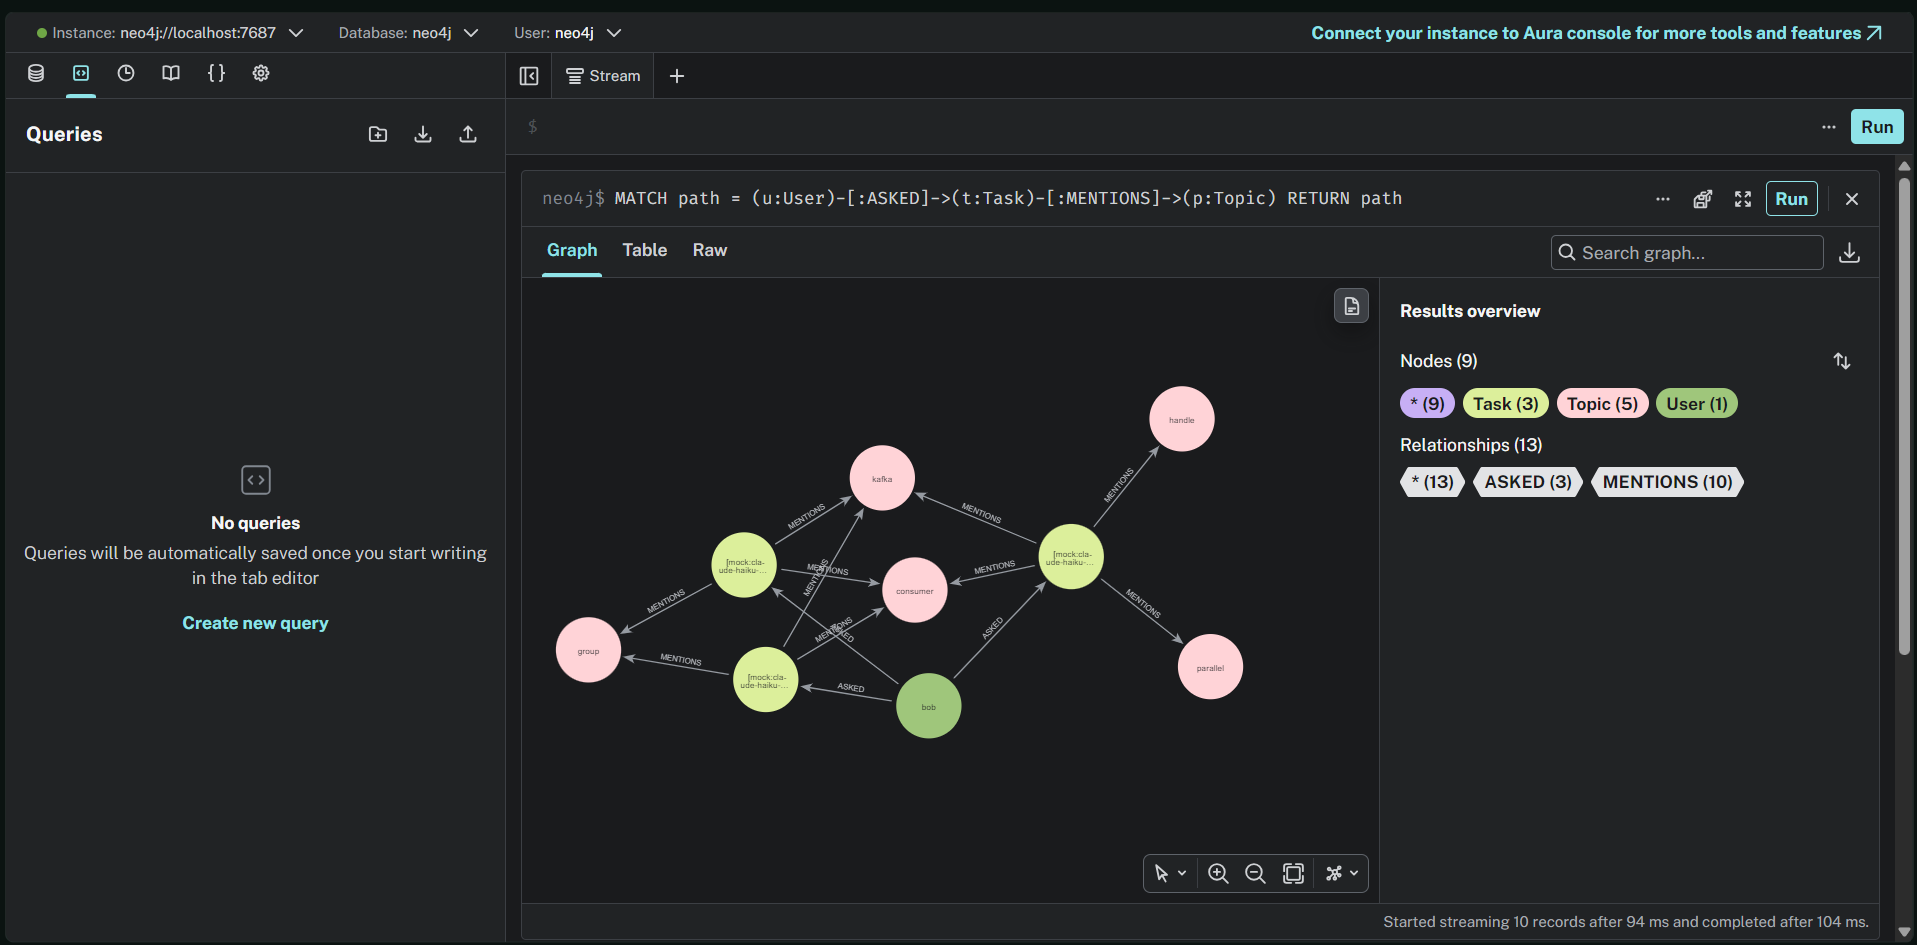 Instance: neo4j://localhost:7687
Database: neo4j
User: neo4j
Connect your instance to Aura console for more tools and features
Stream
Queries
$
Run
neo4j$ MATCH path = (u:User)-[:ASKED]->(t:Task)-[:MENTIONS]->(p:Topic) RETURN path
Run
Graph
Table
Raw
Search graph...
Results overview
Nodes (9)
* (9)
Task (3)
Topic (5)
User (1)
Relationships (13)
* (13)
ASKED (3)
MENTIONS (10)
No queries
Queries will be automatically saved once you start writing
in the tab editor
Create new query
handle
MENTIONS
kafka
MENTIONS
MENTIONS
[mock:cla-
ude-haiku-...
[mock:cla-
ude-haiku-...
MENTIONS
MENTIONS
MENTIONS
consumer
MENTIONS
MENTIONS
MENTIONS
ASKED
ASKED
group
MENTIONS
parallel
[mock:cla-
ude-haiku-...
ASKED
bob
Started streaming 10 records after 94 ms and completed after 104 ms.